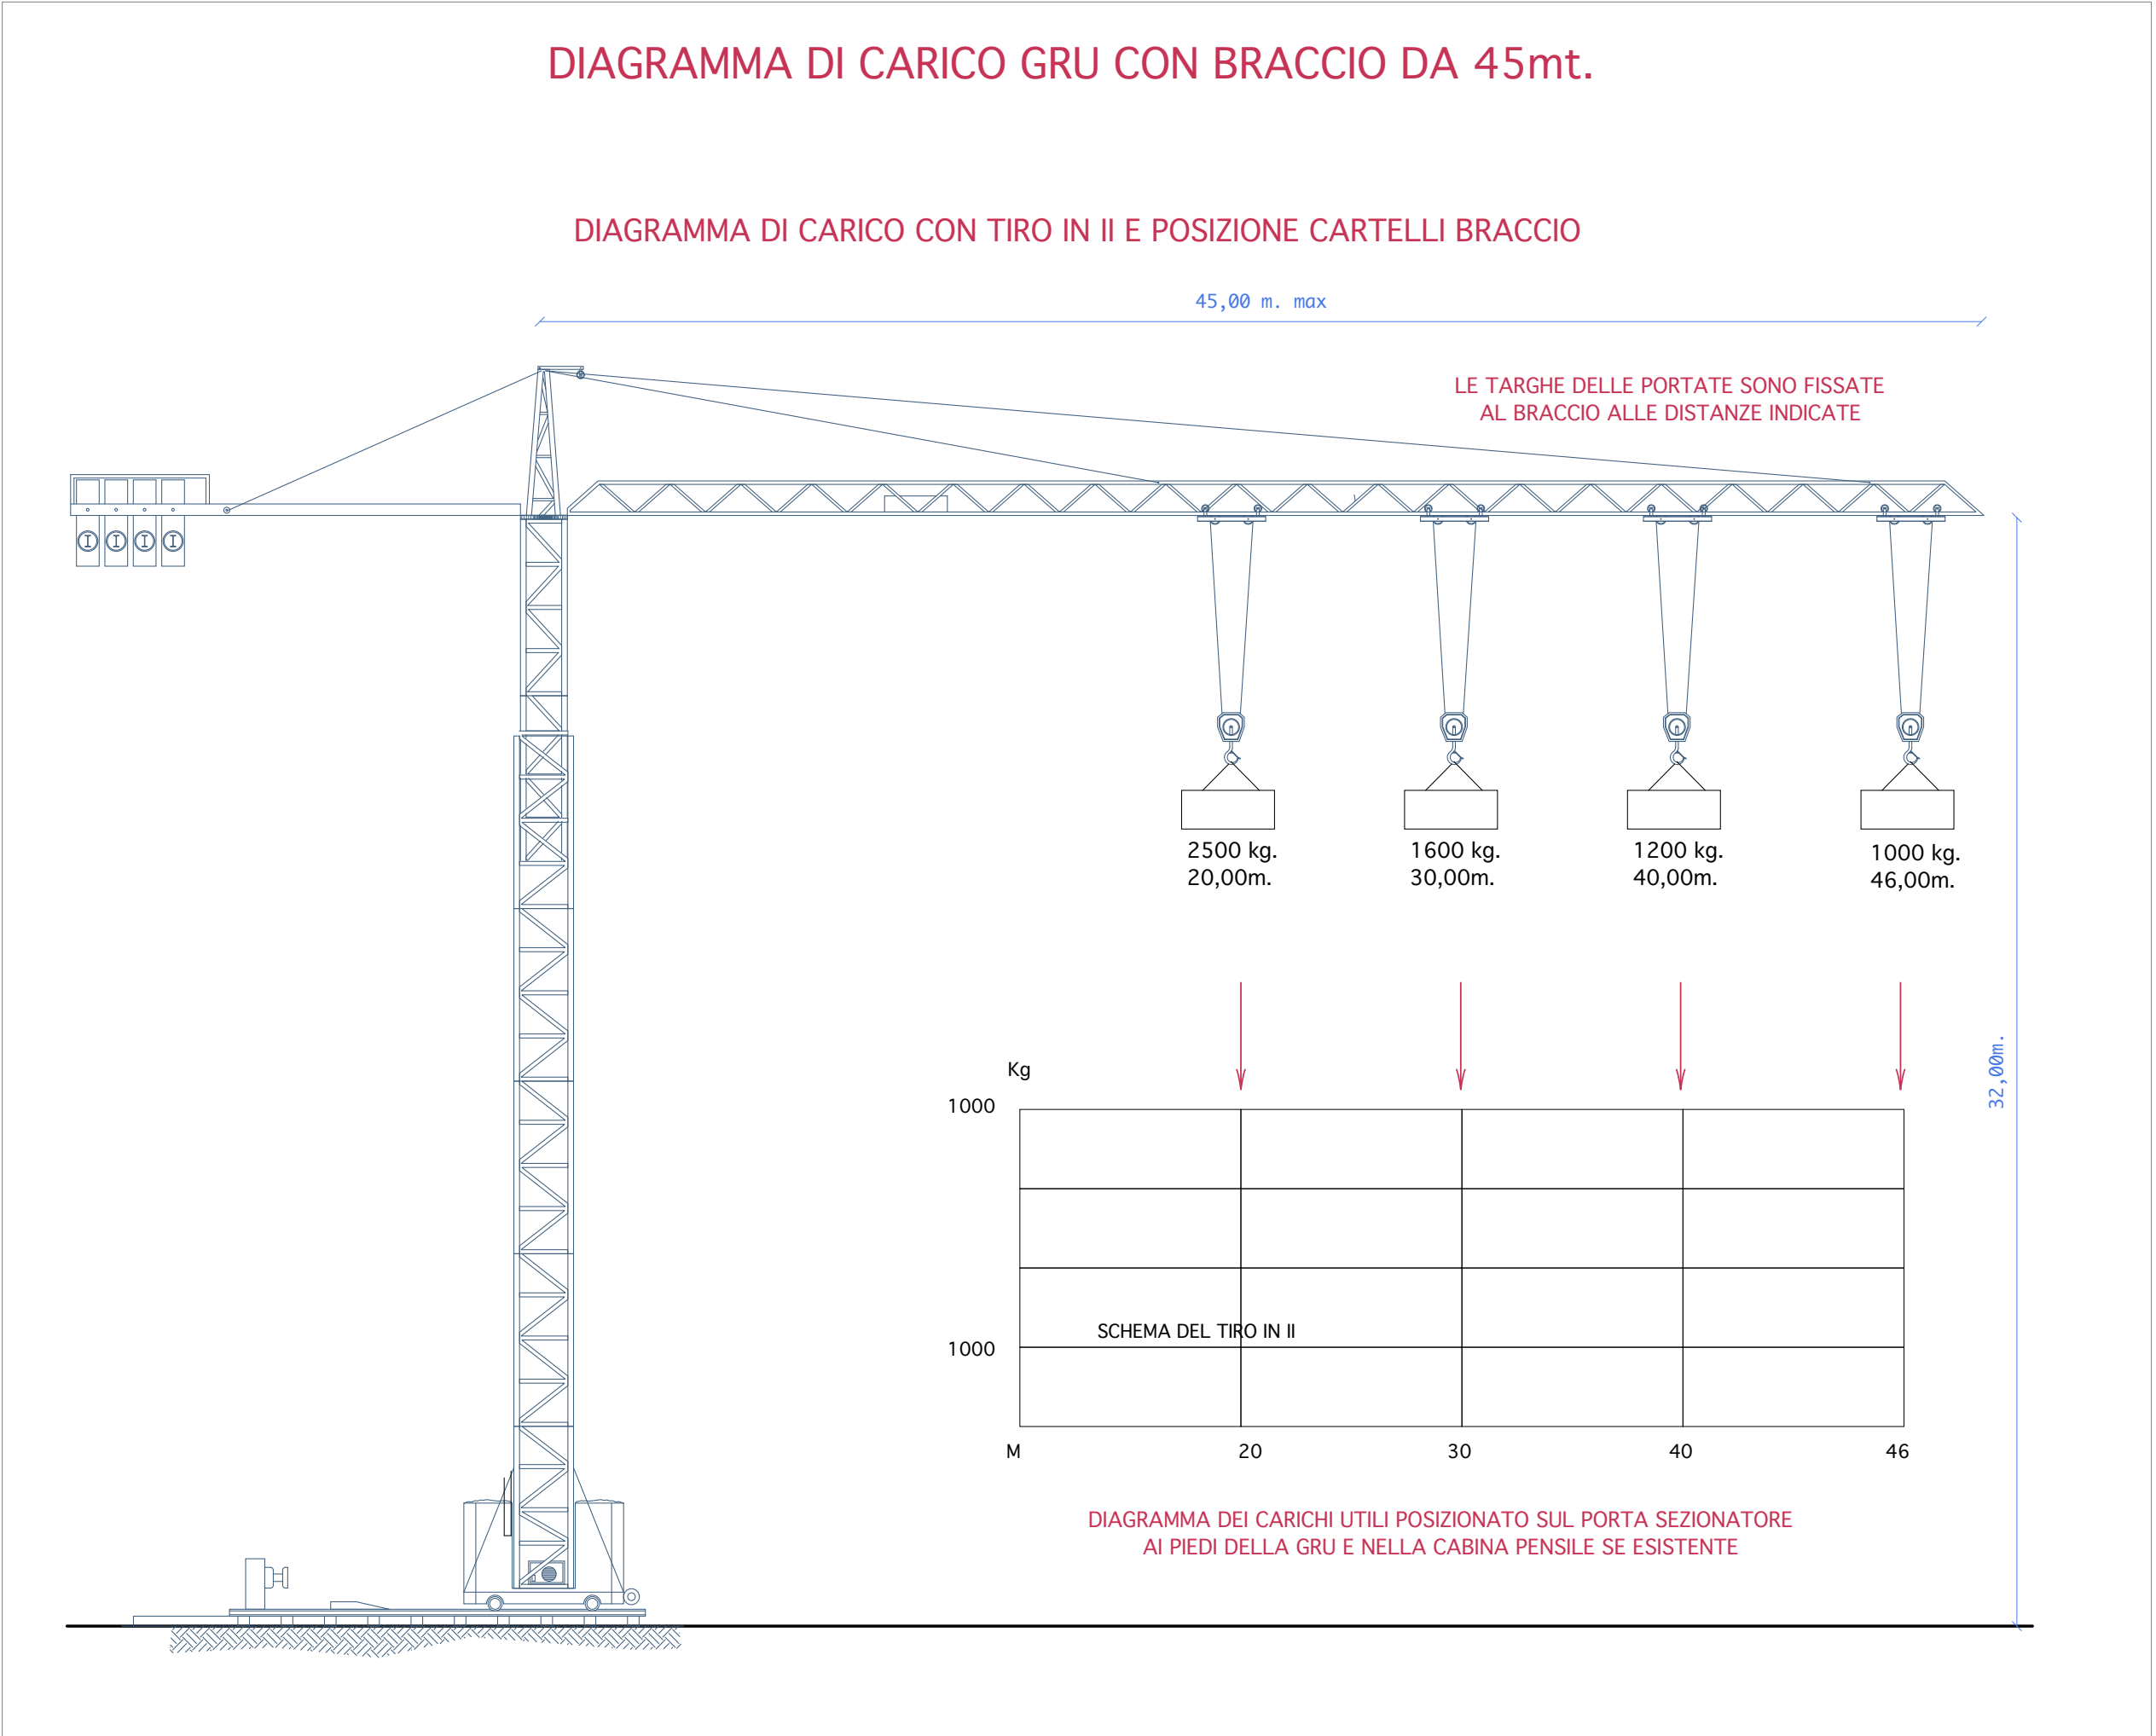 DIAGRAMMA DI CARICO GRU CON BRACCIO DA 45mt.
DIAGRAMMA DI CARICO CON TIRO IN II E POSIZIONE CARTELLI BRACCIO
45,00 m. max
LE TARGHE DELLE PORTATE SONO FISSATE
AL BRACCIO ALLE DISTANZE INDICATE
I I I I
2500 kg.
20,00m.
1600 kg.
30,00m.
1200 kg.
40,00m.
1000 kg.
46,00m.
32,00m.
Kg
1000
SCHEMA DEL TIRO IN II
1000
M 20 30 40 46
DIAGRAMMA DEI CARICHI UTILI POSIZIONATO SUL PORTA SEZIONATORE
AI PIEDI DELLA GRU E NELLA CABINA PENSILE SE ESISTENTE